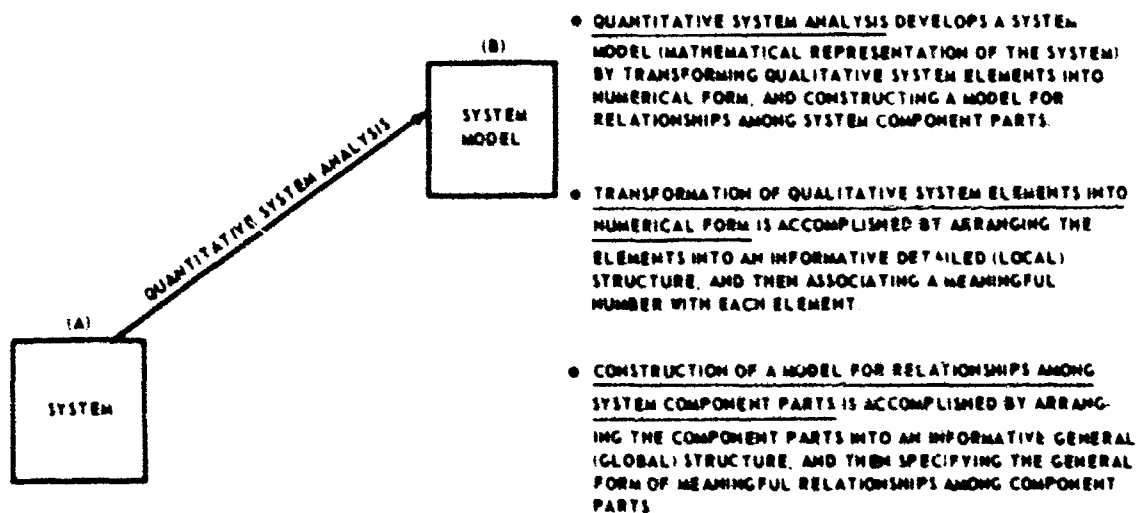 (B)
SYSTEM
MODEL
QUANTITATIVE SYSTEM ANALYSIS
(A)
SYSTEM
• QUANTITATIVE SYSTEM ANALYSIS DEVELOPS A SYSTEM
MODEL (MATHEMATICAL REPRESENTATION OF THE SYSTEM)
BY TRANSFORMING QUALITATIVE SYSTEM ELEMENTS INTO
NUMERICAL FORM, AND CONSTRUCTING A MODEL FOR
RELATIONSHIPS AMONG SYSTEM COMPONENT PARTS.
• TRANSFORMATION OF QUALITATIVE SYSTEM ELEMENTS INTO
NUMERICAL FORM IS ACCOMPLISHED BY ARRANGING THE
ELEMENTS INTO AN INFORMATIVE DETAILED (LOCAL)
STRUCTURE, AND THEN ASSOCIATING A MEANINGFUL
NUMBER WITH EACH ELEMENT.
• CONSTRUCTION OF A MODEL FOR RELATIONSHIPS AMONG
SYSTEM COMPONENT PARTS IS ACCOMPLISHED BY ARRANG-
ING THE COMPONENT PARTS INTO AN INFORMATIVE GENERAL
(GLOBAL) STRUCTURE, AND THEN SPECIFYING THE GENERAL
FORM OF MEANINGFUL RELATIONSHIPS AMONG COMPONENT
PARTS